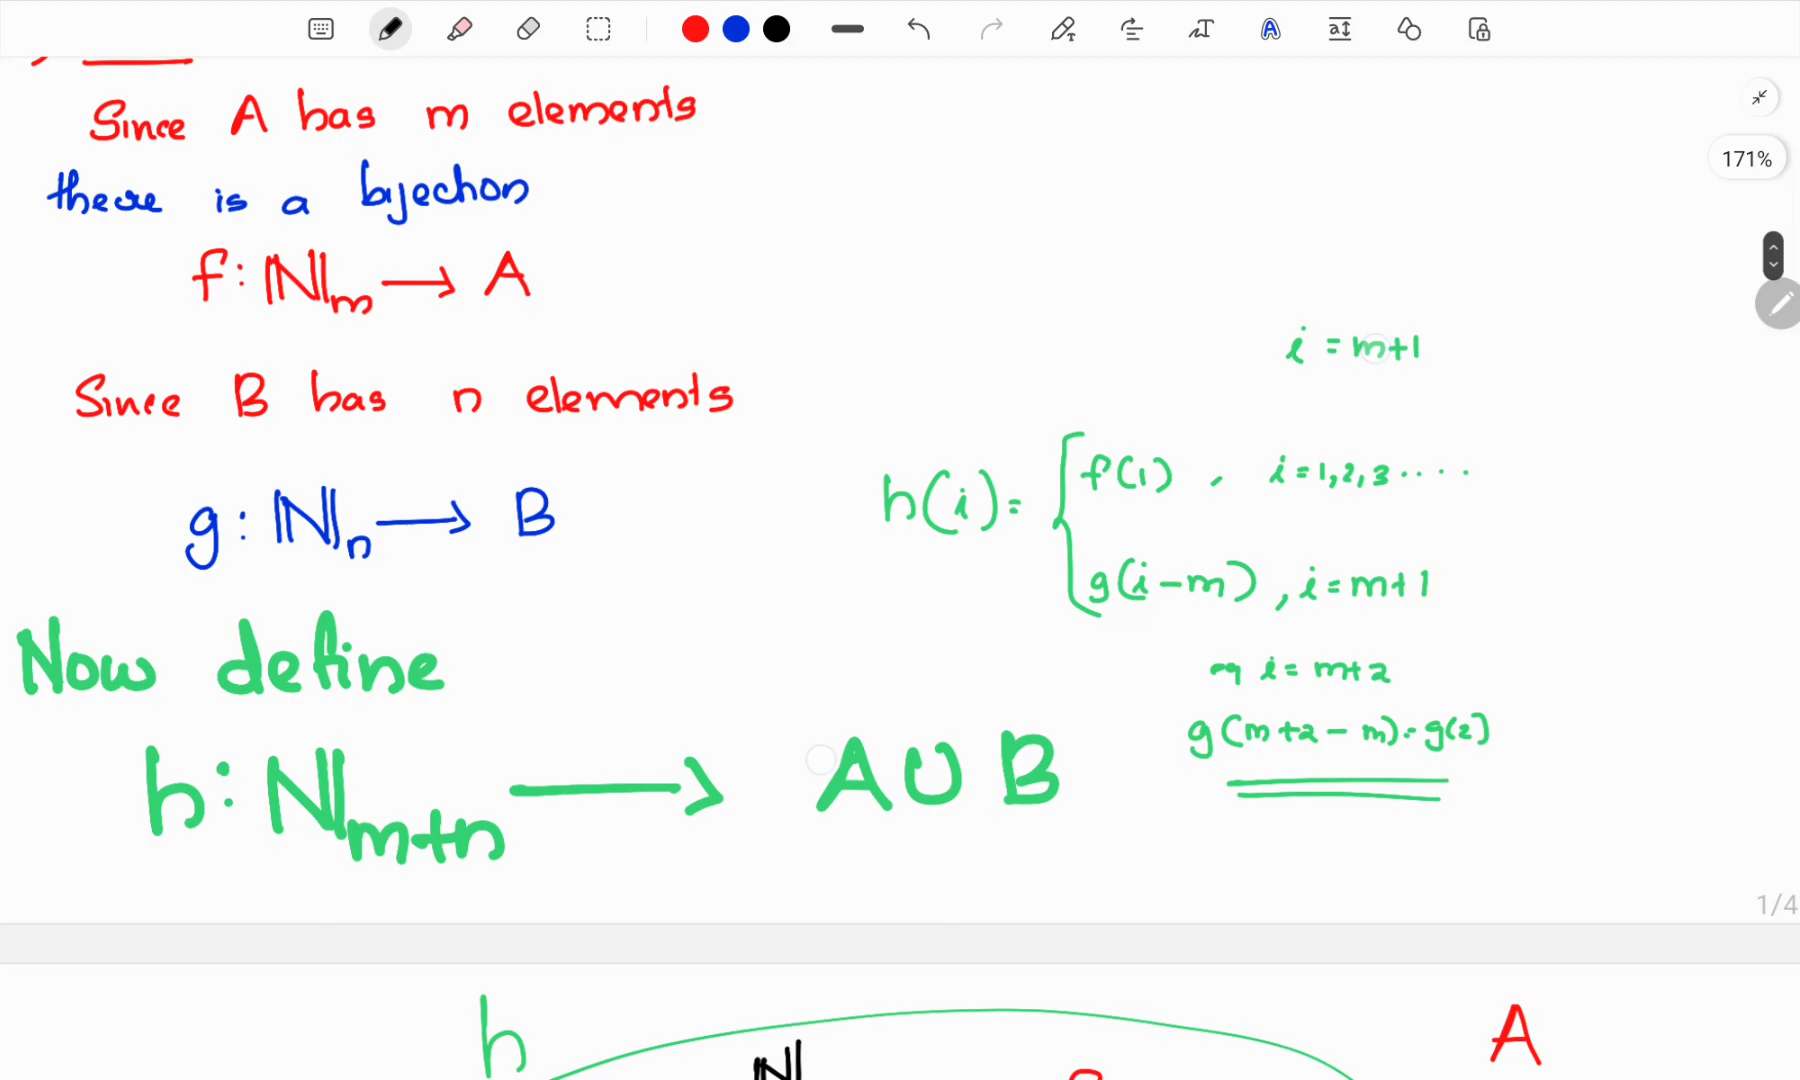 Since A has m elements
there is a bijection
f: ℕm → A
i = m+1
Since B has n elements
h(i) = { f(i) , i = 1,2,3 ....
g: ℕn → B
g(i-m) , i = m+1
Now define
eg i = m+2
g(m+2-m) = g(2)
h: ℕm+n → A∪B
171%
1/4
h
ℕ
A